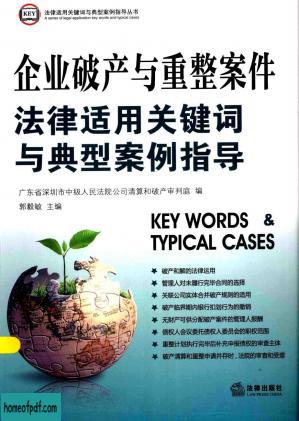 KEY
法律适用关键词与典型案例指导丛书
A series of legal application key words and typical cases
企业破产与重整案件
法律适用关键词
与典型案例指导
广东省深圳市中级人民法院公司清算和破产审判庭 编
郭毅敏 主编
KEY WORDS &
TYPICAL CASES
破产和解的法律运用
管理人对未履行完毕合同的选择
关联公司实体合并破产规则的适用
破产临界期内银行扣划行为的撤销
无财产可供分配破产案件的管理人报酬
债权人会议委托债权人委员会的职权范围
重整计划执行完毕后补充申报债权的审查主体
破产清算和重整申请并存时，法院的审查和受理
法律出版社
homeofpdf.com
homeofpdf.com